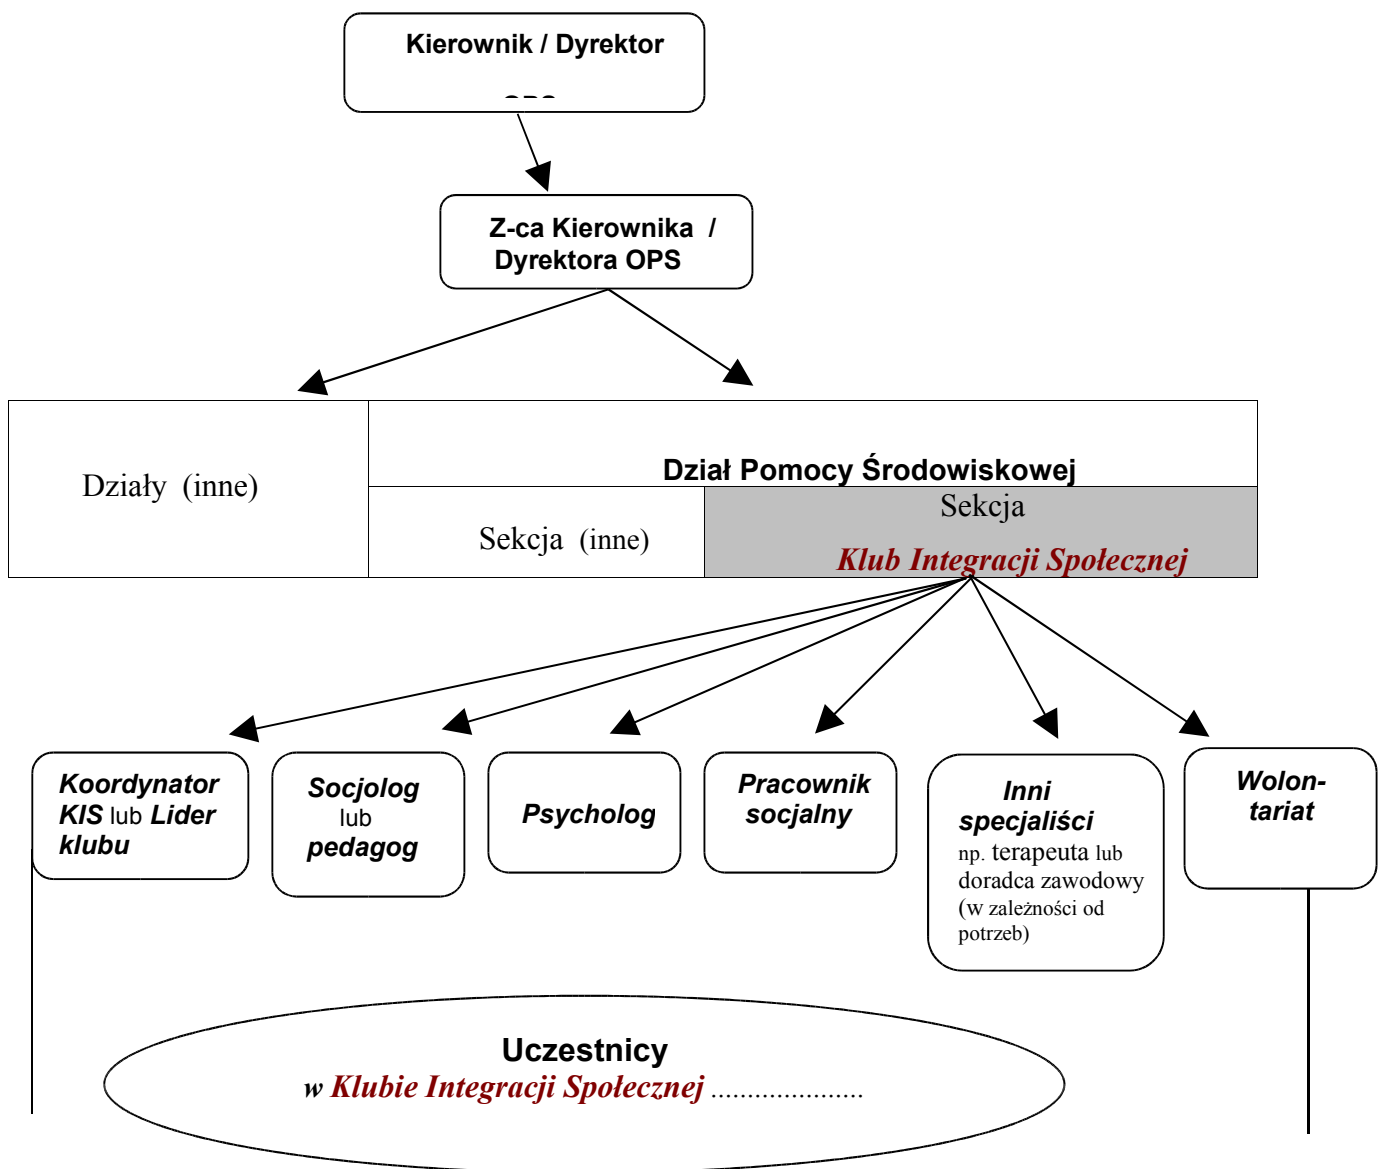 Kierownik / Dyrektor
Z-ca Kierownika /
Dyrektora OPS
Działy (inne)
Dział Pomocy Środowiskowej
Sekcja (inne)
Sekcja
Klub Integracji Społecznej
Koordynator
KIS lub Lider
klubu
Socjolog
lub
pedagog
Psycholog
Pracownik
socjalny
Inni
specjaliści
np. terapeuta lub
doradca zawodowy
(w zależności od
potrzeb)
Wolon-
tariat
Uczestnicy
w Klubie Integracji Społecznej .....................